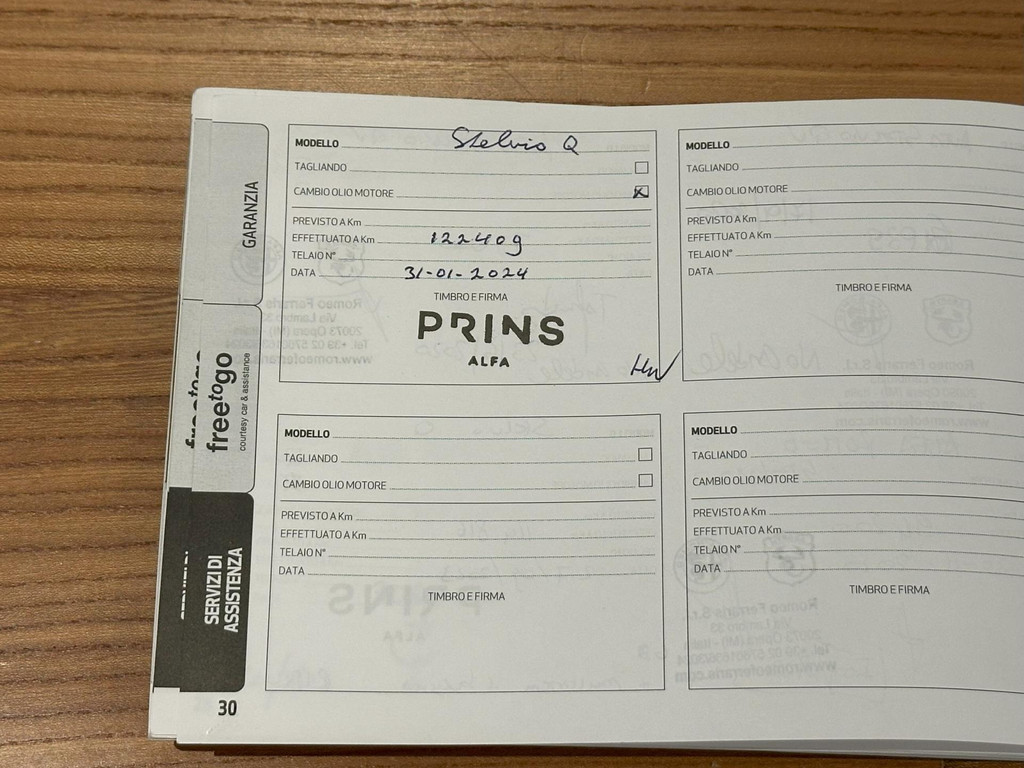 MODELLO Stelvio Q
TAGLIANDO
CAMBIO OLIO MOTORE
PREVISTO A Km
EFFETTUATO A Km 122409
TELAIO N°
DATA 31-01-2024
TIMBRO E FIRMA
PRINS
ALFA
MODELLO
TAGLIANDO
CAMBIO OLIO MOTORE
PREVISTO A Km
EFFETTUATO A Km
TELAIO N°
DATA
TIMBRO E FIRMA
MODELLO
TAGLIANDO
CAMBIO OLIO MOTORE
PREVISTO A Km
EFFETTUATO A Km
TELAIO N°
DATA
TIMBRO E FIRMA
MODELLO
TAGLIANDO
CAMBIO OLIO MOTORE
PREVISTO A Km
EFFETTUATO A Km
TELAIO N°
DATA
TIMBRO E FIRMA
GARANZIA
freetogo
courtesy car & assistance
SERVIZI DI
ASSISTENZA
30